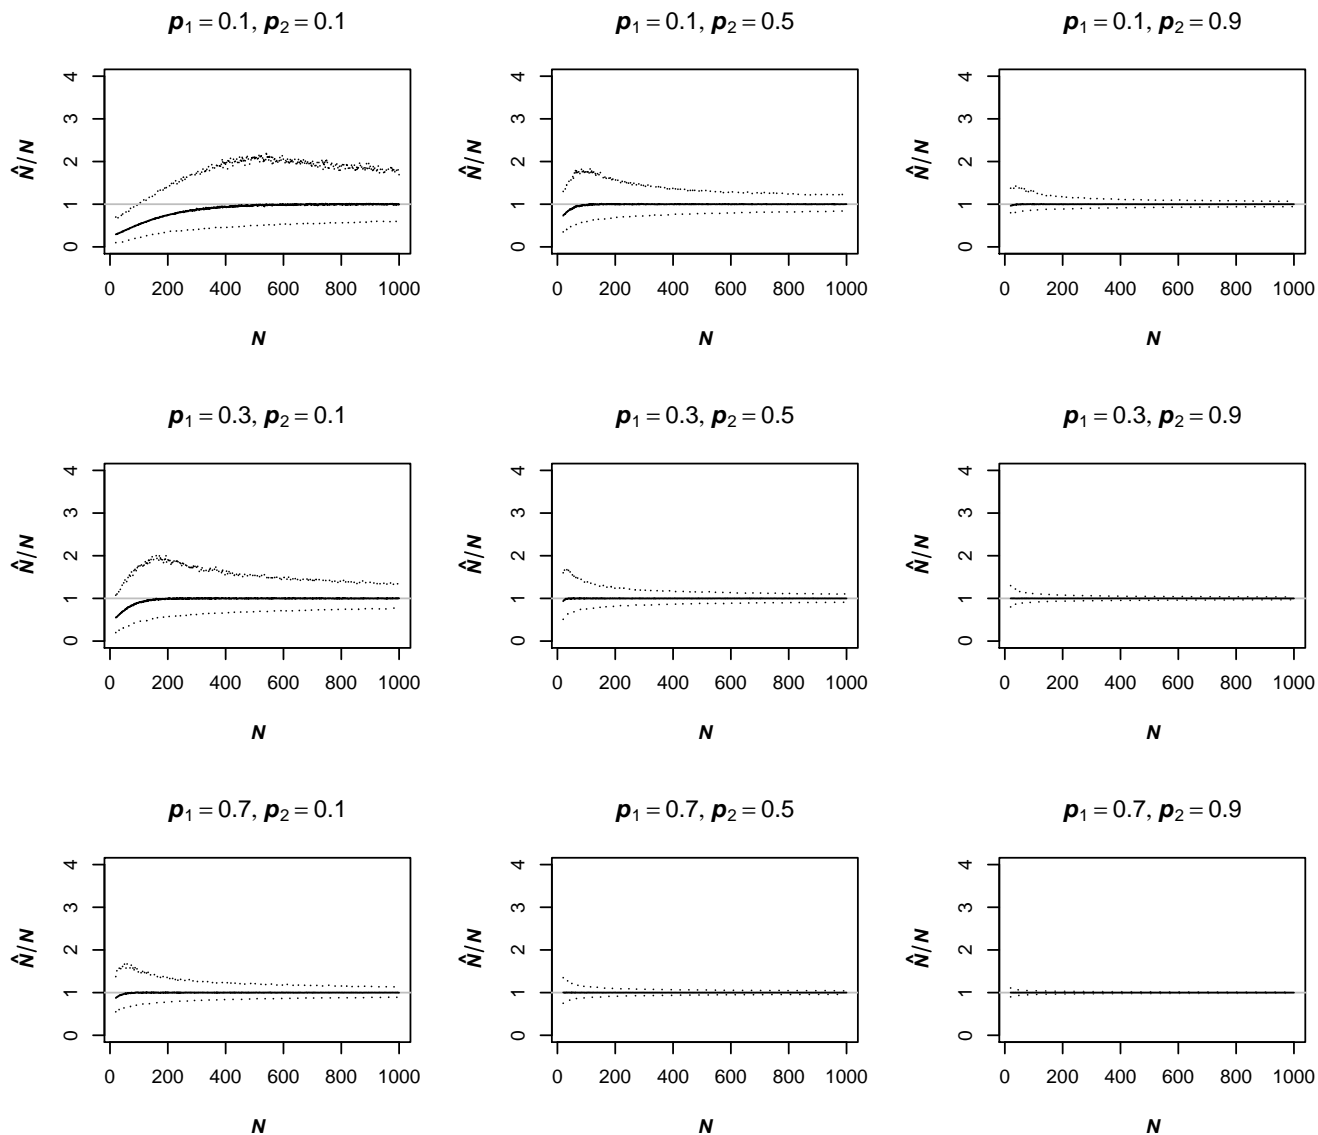 p₁ = 0.1, p₂ = 0.1
N̂/N
0 1 2 3 4
0 200 400 600 800 1000
N
p₁ = 0.1, p₂ = 0.5
N̂/N
0 1 2 3 4
0 200 400 600 800 1000
N
p₁ = 0.1, p₂ = 0.9
N̂/N
0 1 2 3 4
0 200 400 600 800 1000
N
p₁ = 0.3, p₂ = 0.1
N̂/N
0 1 2 3 4
0 200 400 600 800 1000
N
p₁ = 0.3, p₂ = 0.5
N̂/N
0 1 2 3 4
0 200 400 600 800 1000
N
p₁ = 0.3, p₂ = 0.9
N̂/N
0 1 2 3 4
0 200 400 600 800 1000
N
p₁ = 0.7, p₂ = 0.1
N̂/N
0 1 2 3 4
0 200 400 600 800 1000
N
p₁ = 0.7, p₂ = 0.5
N̂/N
0 1 2 3 4
0 200 400 600 800 1000
N
p₁ = 0.7, p₂ = 0.9
N̂/N
0 1 2 3 4
0 200 400 600 800 1000
N